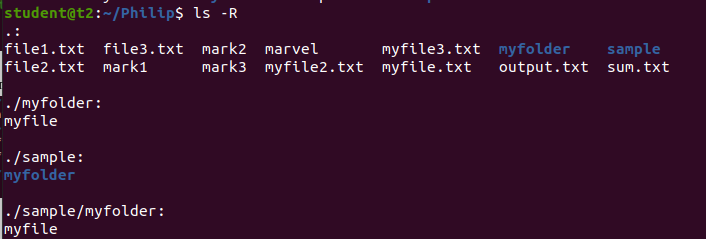 student@t2:~/Philip$ ls -R
.:
file1.txt file3.txt mark2 marvel myfile3.txt myfolder sample
file2.txt mark1 mark3 myfile2.txt myfile.txt output.txt sum.txt
./myfolder:
myfile
./sample:
myfolder
./sample/myfolder:
myfile